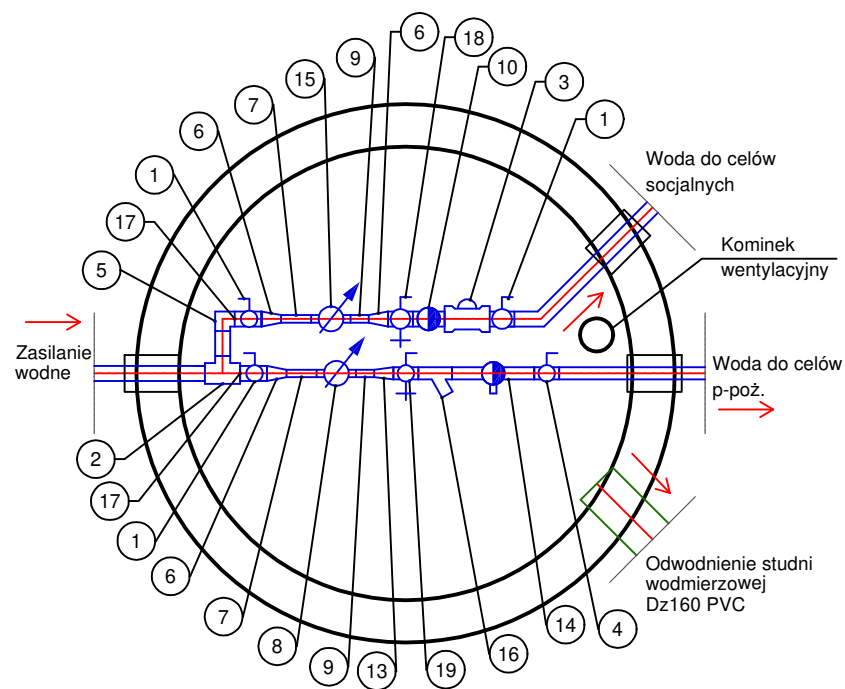 6
18
9
10
15
3
7
1
6
1
17
5
Woda do celów
socjalnych
Kominek
wentylacyjny
Zasilanie
wodne
Woda do celów
p-poż.
2
17
1
6
7
8
9
13
19
16
14
4
Odwodnienie studni
wodmierzowej
Dz160 PVC